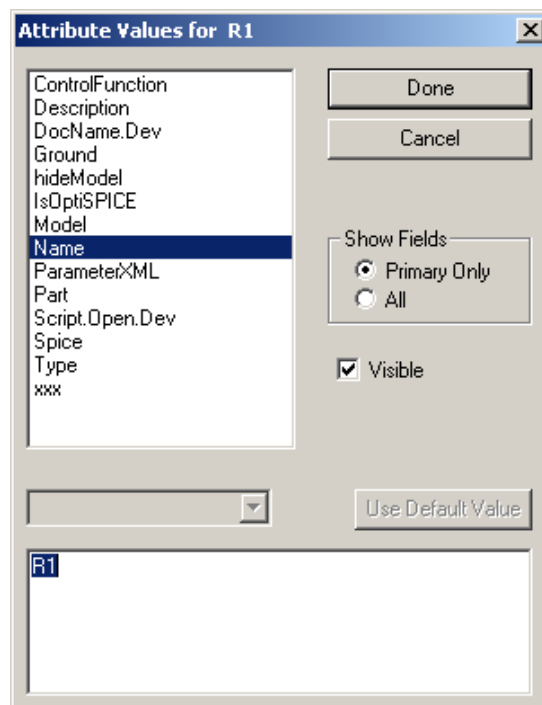 Attribute Values for R1
ControlFunction
Description
DocName.Dev
Ground
hideModel
IsOptiSPICE
Model
Name
ParameterXML
Part
Script.Open.Dev
Spice
Type
xxx
Done
Cancel
Show Fields
Primary Only
All
Visible
Use Default Value
R1